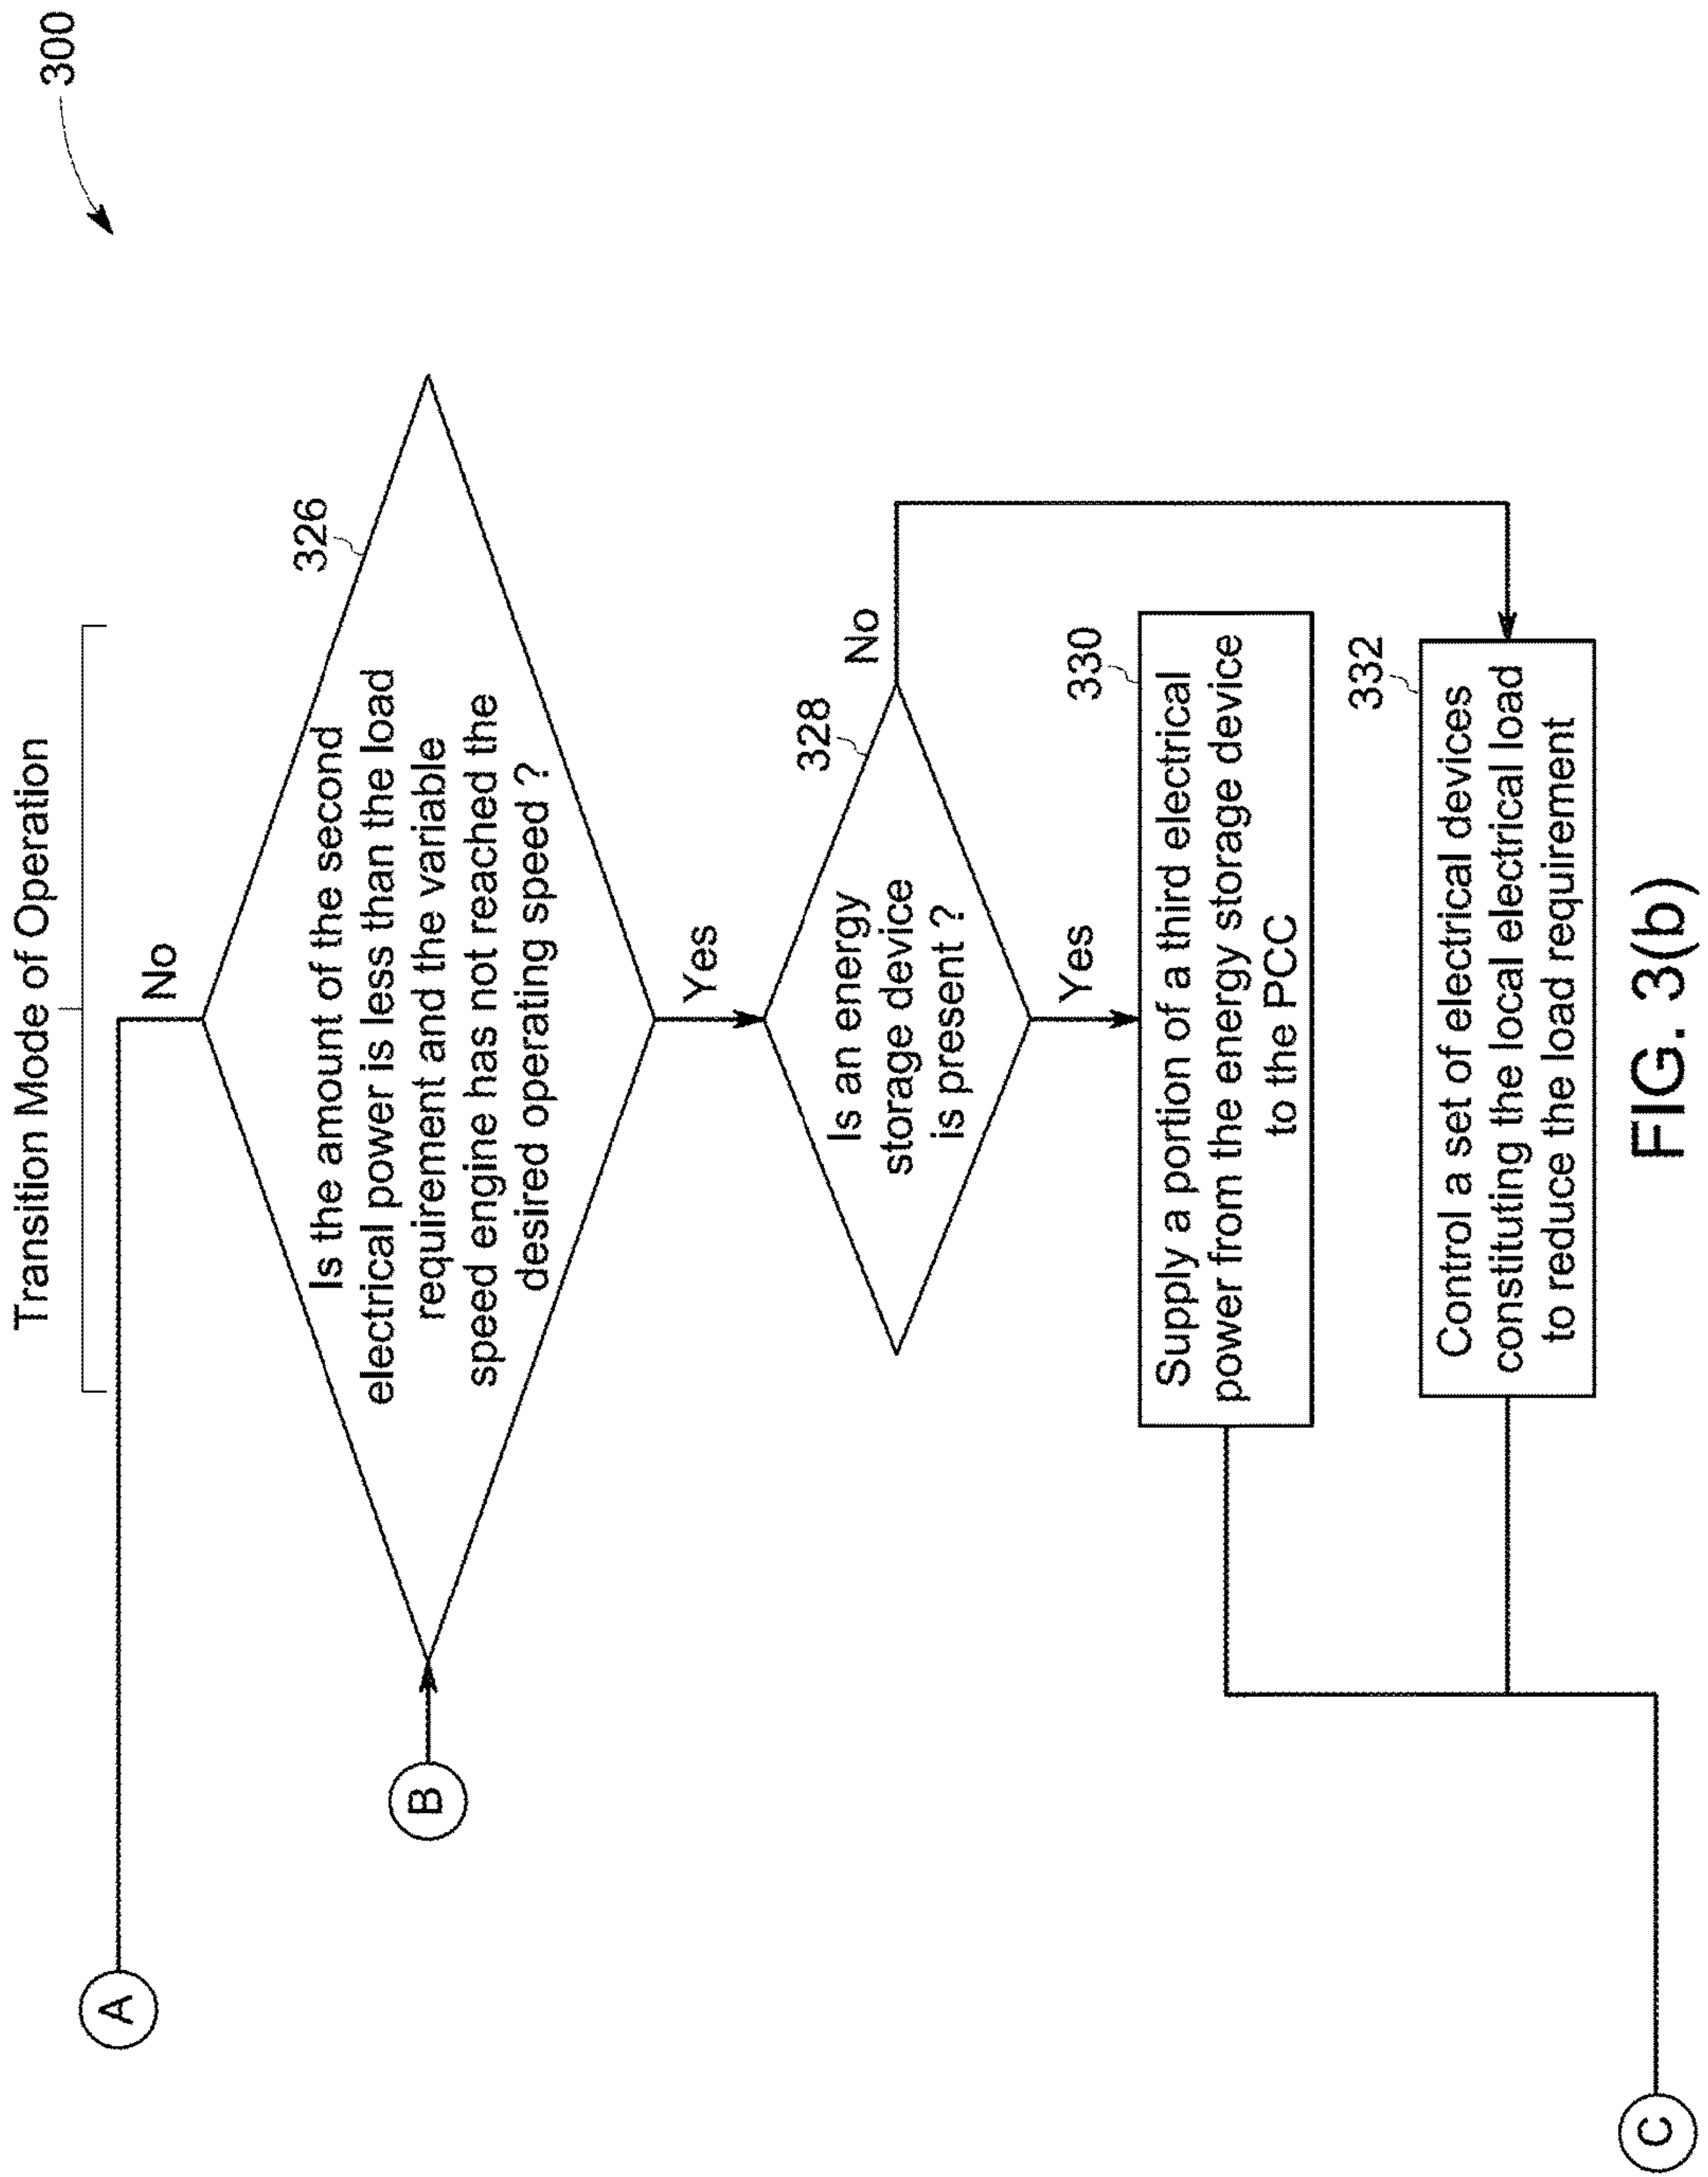 300
Transition Mode of Operation
A
No
326
Is the amount of the second
electrical power is less than the load
requirement and the variable
speed engine has not reached the
desired operating speed ?
B
Yes
328
Is an energy
storage device
is present ?
No
Yes
330
Supply a portion of a third electrical
power from the energy storage device
to the PCC
332
Control a set of electrical devices
constituting the local electrical load
to reduce the load requirement
C
FIG. 3(b)